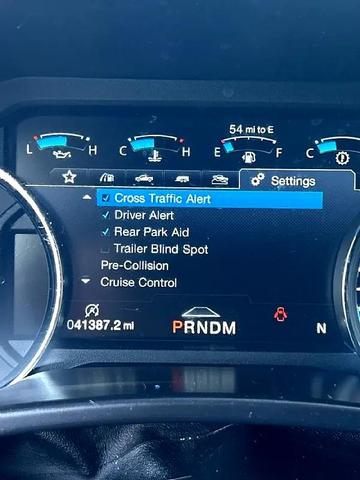 54 mi to E
L H C H E F C
Settings
Cross Traffic Alert
Driver Alert
Rear Park Aid
Trailer Blind Spot
Pre-Collision
Cruise Control
041387.2 mi PRNDM N